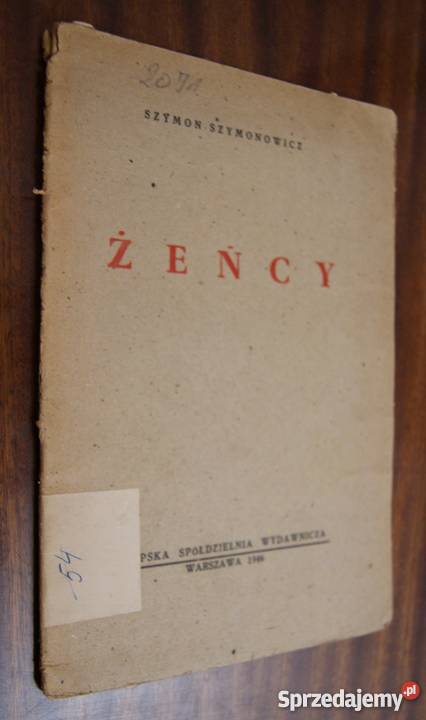 2071
SZYMON SZYMONOWICZ
ŻEŃCY
PSKA SPÓŁDZIELNIA WYDAWNICZA
WARSZAWA 1946
54
Sprzedajemy.pl